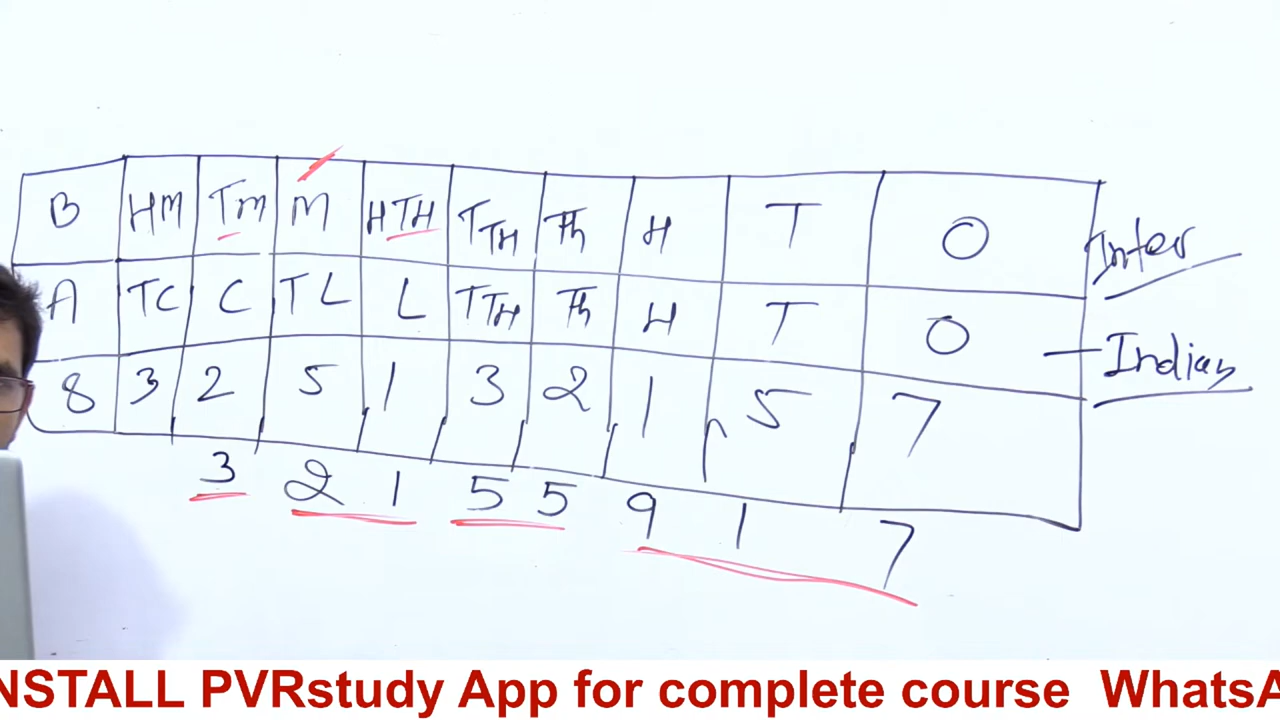 B HM Tm M HTH TTH Th H T O Inter
A TC C TL L TTH Th H T O - Indian
8 3 2 5 1 3 2 1 5 7
3 2 1 5 5 9 1 7
NSTALL PVRstudy App for complete course WhatsA